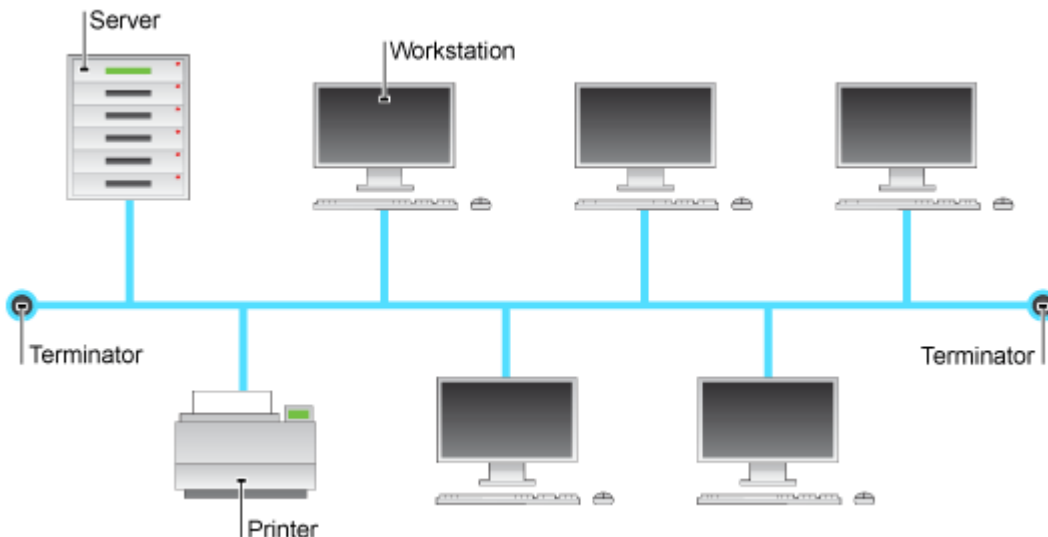 Server
Workstation
Terminator
Terminator
Printer